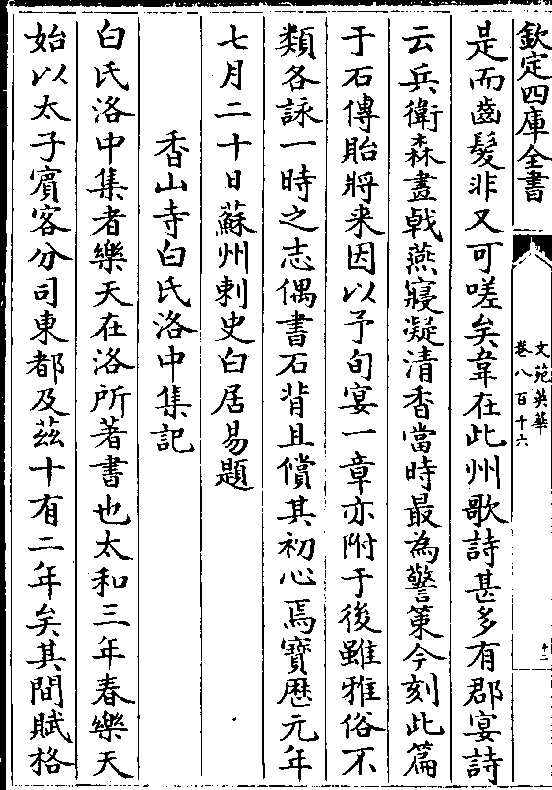 欽定四庫全書
文苑英華
卷八百十六
十二
是而齒髮非又可嗟矣韋在此州歌詩甚多有郡宴詩
云兵衛森畫戟燕寢凝清香當時最為警策今刻此篇
于石傳貽將来因以予旬宴一章亦附于後雖雅俗不
類各詠一時之志偶書石背且償其初心焉寶歴元年
七月二十日蘇州刺史白居易題
香山寺白氏洛中集記
白氏洛中集者樂天在洛所著書也太和三年春樂天
始以太子賓客分司東都及兹十有二年矣其間賦格